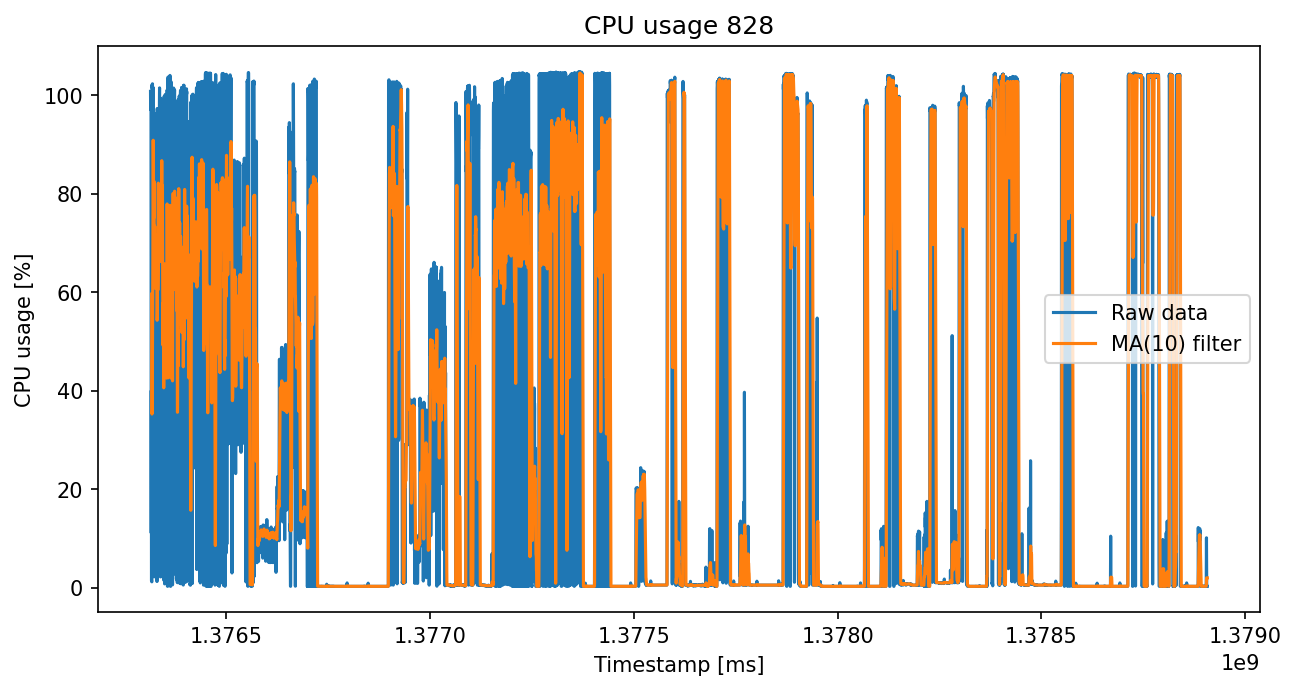 CPU usage 828
CPU usage [%]
100
80
60
40
20
0
Raw data
MA(10) filter
1.3765 1.3770 1.3775 1.3780 1.3785 1.3790
1e9
Timestamp [ms]